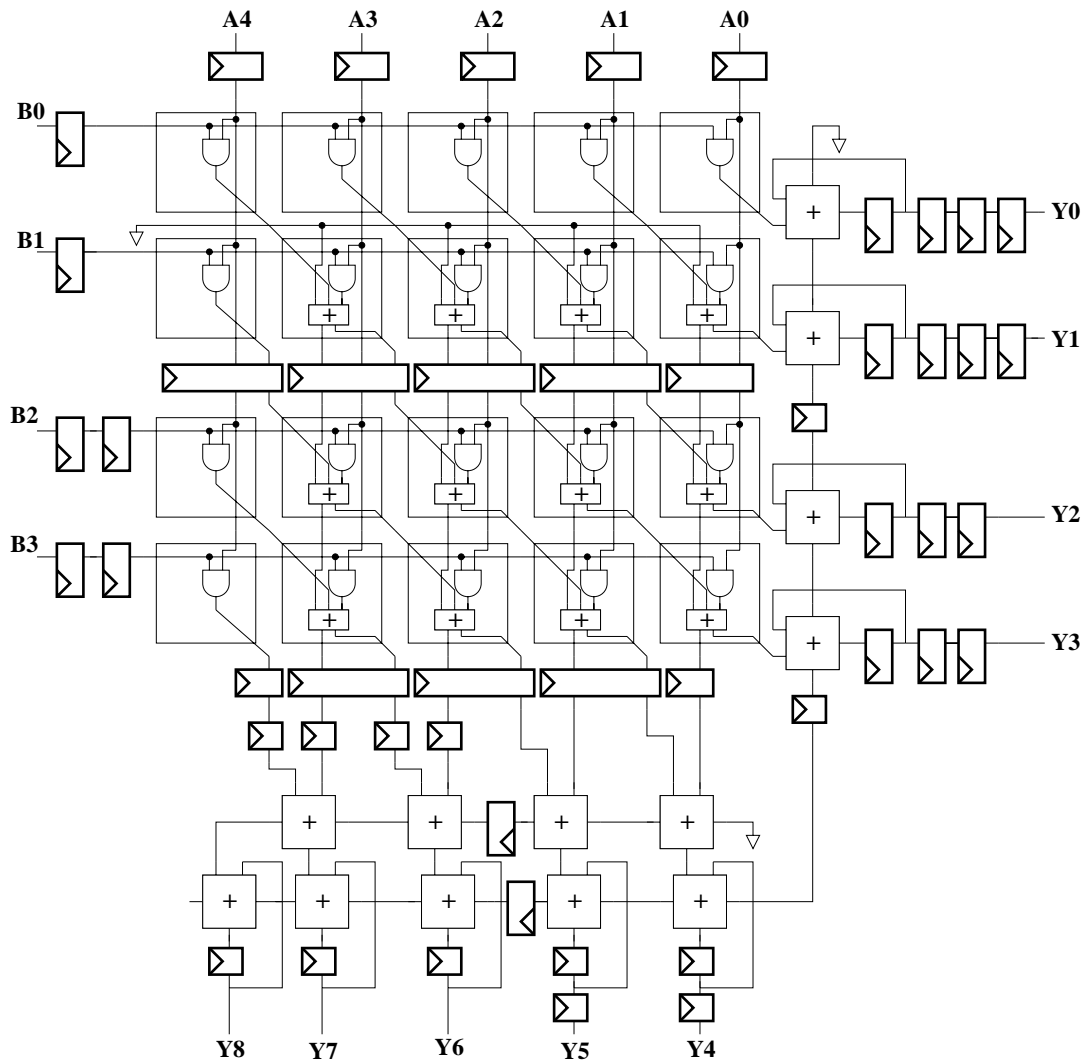 A4 A3 A2 A1 A0
B0
+ Y0
B1
+ + + +
+ Y1
B2
+ + + +
+ Y2
B3
+ + + +
+ Y3
+ + + +
+ + + + +
Y8 Y7 Y6 Y5 Y4